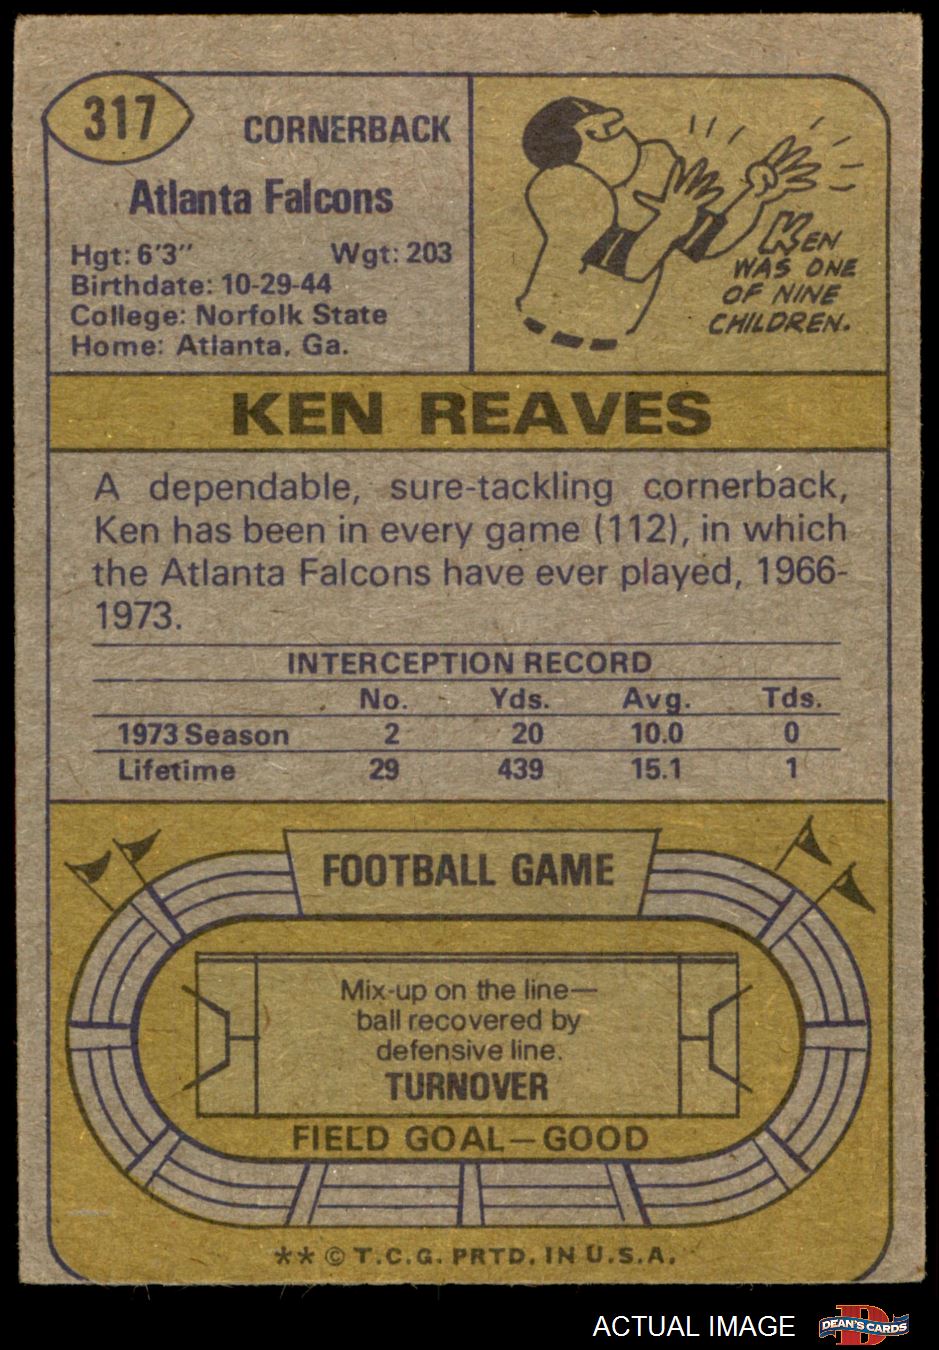 317
CORNERBACK
Atlanta Falcons
Hgt: 6'3" Wgt: 203
Birthdate: 10-29-44
College: Norfolk State
Home: Atlanta, Ga.
KEN
WAS ONE
OF NINE
CHILDREN.
KEN REAVES
A dependable, sure-tackling cornerback,
Ken has been in every game (112), in which
the Atlanta Falcons have ever played, 1966-
1973.
INTERCEPTION RECORD
No. Yds. Avg. Tds.
1973 Season 2 20 10.0 0
Lifetime 29 439 15.1 1
FOOTBALL GAME
Mix-up on the line—
ball recovered by
defensive line.
TURNOVER
FIELD GOAL—GOOD
** © T.C.G. PRTD. IN U.S.A.
ACTUAL IMAGE
DEAN'S CARDS